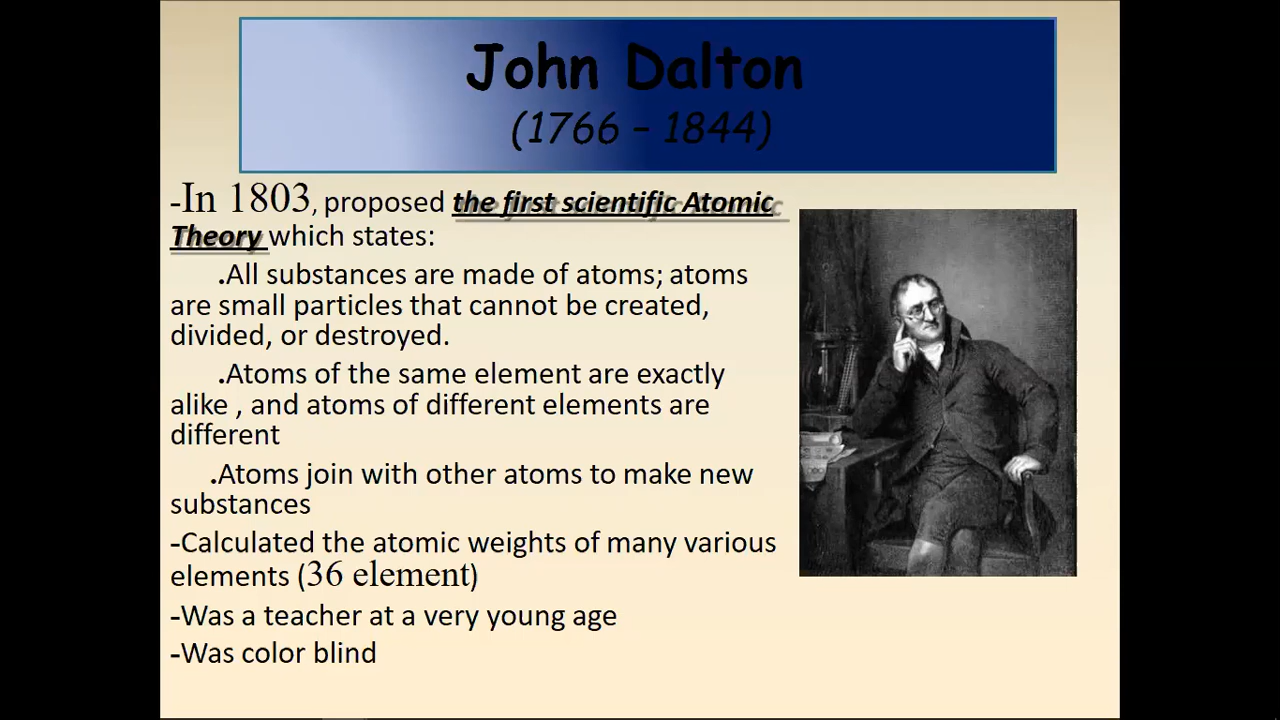 John Dalton
(1766 – 1844)
-In 1803, proposed the first scientific Atomic
Theory which states:
.All substances are made of atoms; atoms
are small particles that cannot be created,
divided, or destroyed.
.Atoms of the same element are exactly
alike , and atoms of different elements are
different
.Atoms join with other atoms to make new
substances
-Calculated the atomic weights of many various
elements (36 element)
-Was a teacher at a very young age
-Was color blind